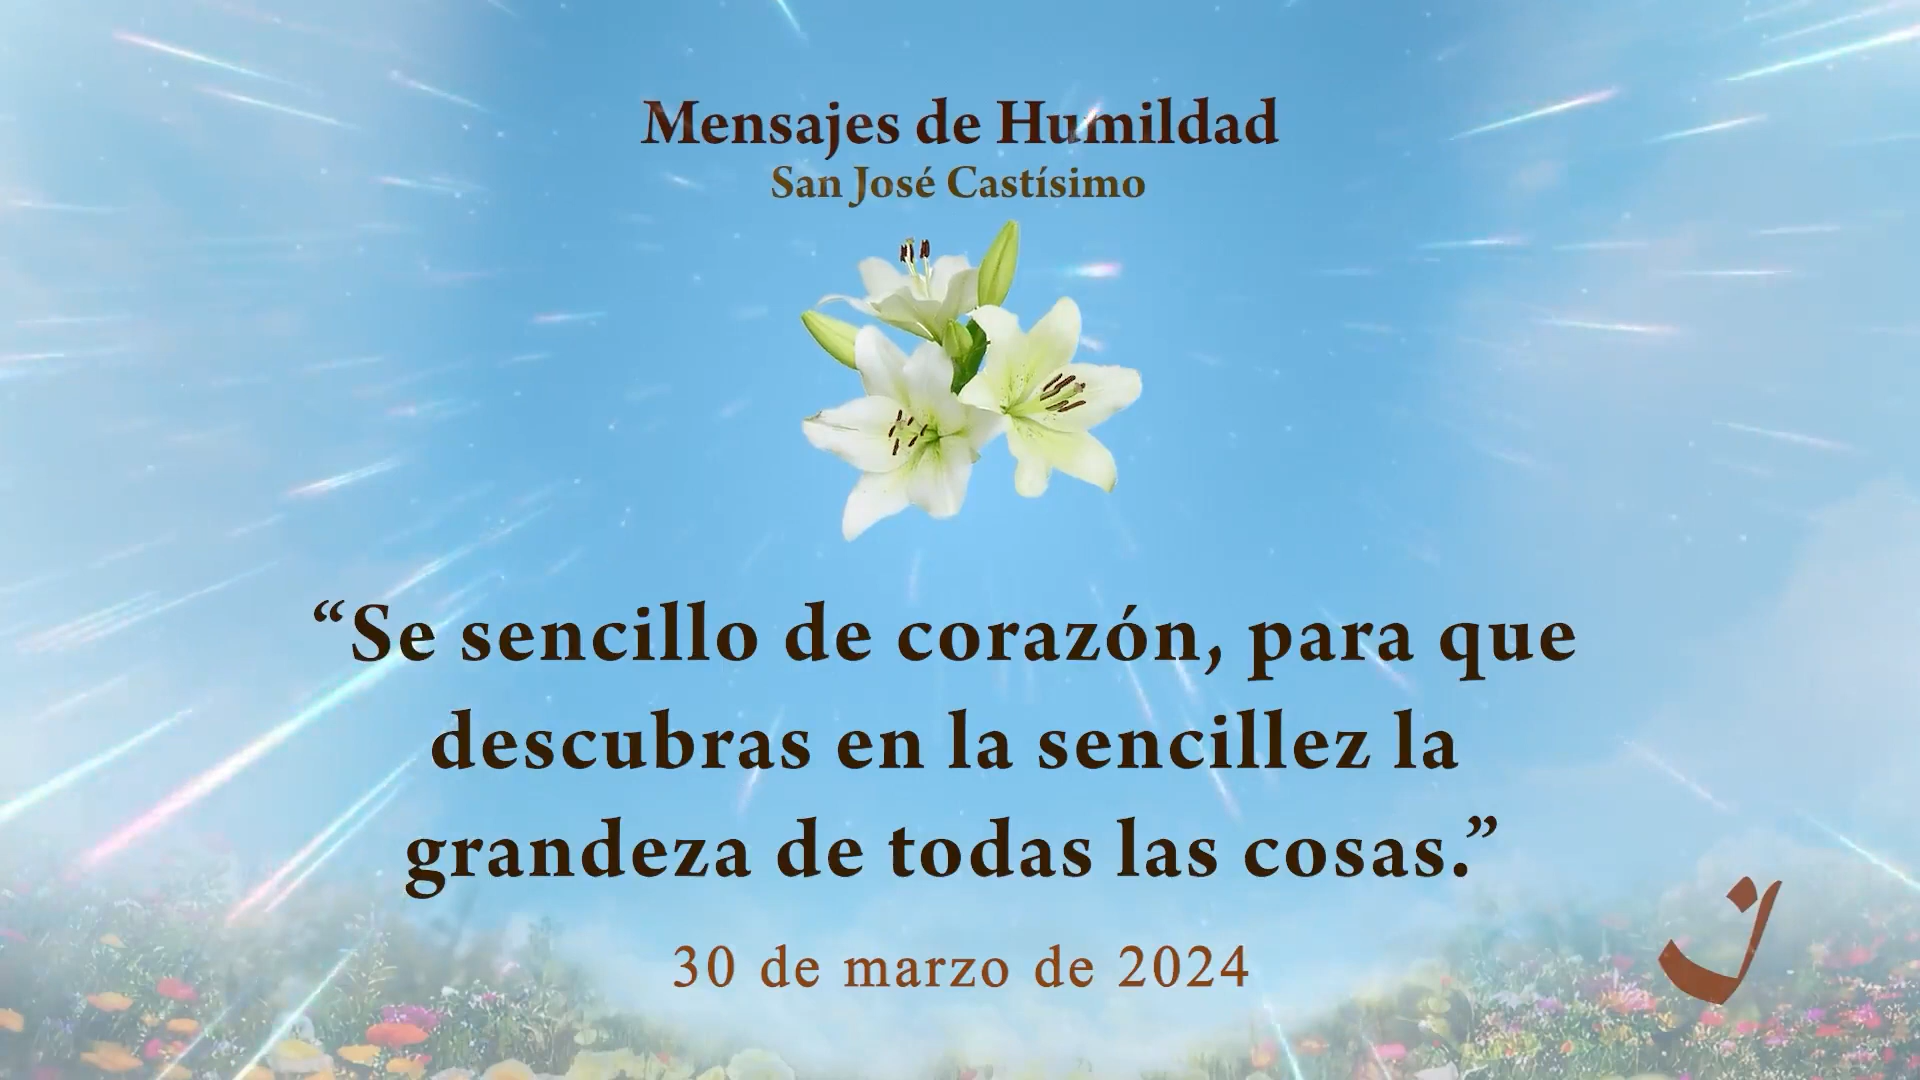 Mensajes de Humildad
San José Castísimo
“Se sencillo de corazón, para que
descubras en la sencillez la
grandeza de todas las cosas.”
30 de marzo de 2024